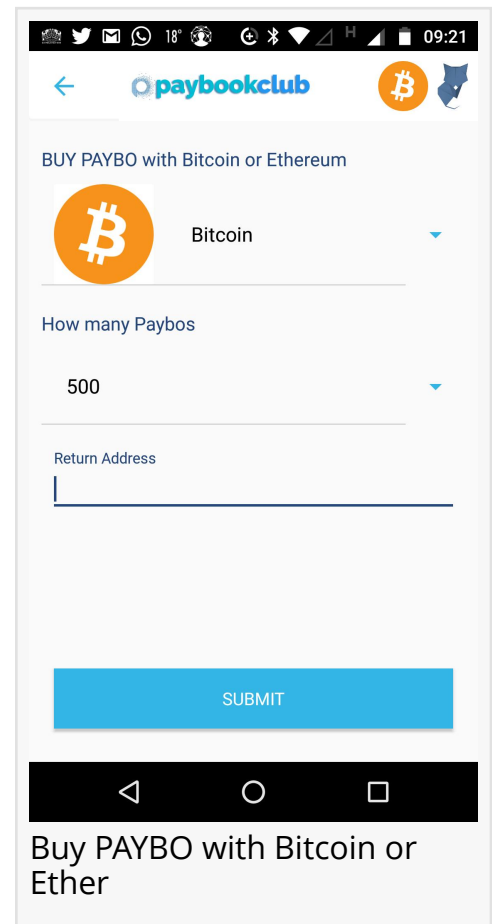 18°
H
09:21
paybookclub
BUY PAYBO with Bitcoin or Ethereum
Bitcoin
How many Paybos
500
Return Address
SUBMIT
Buy PAYBO with Bitcoin or
Ether